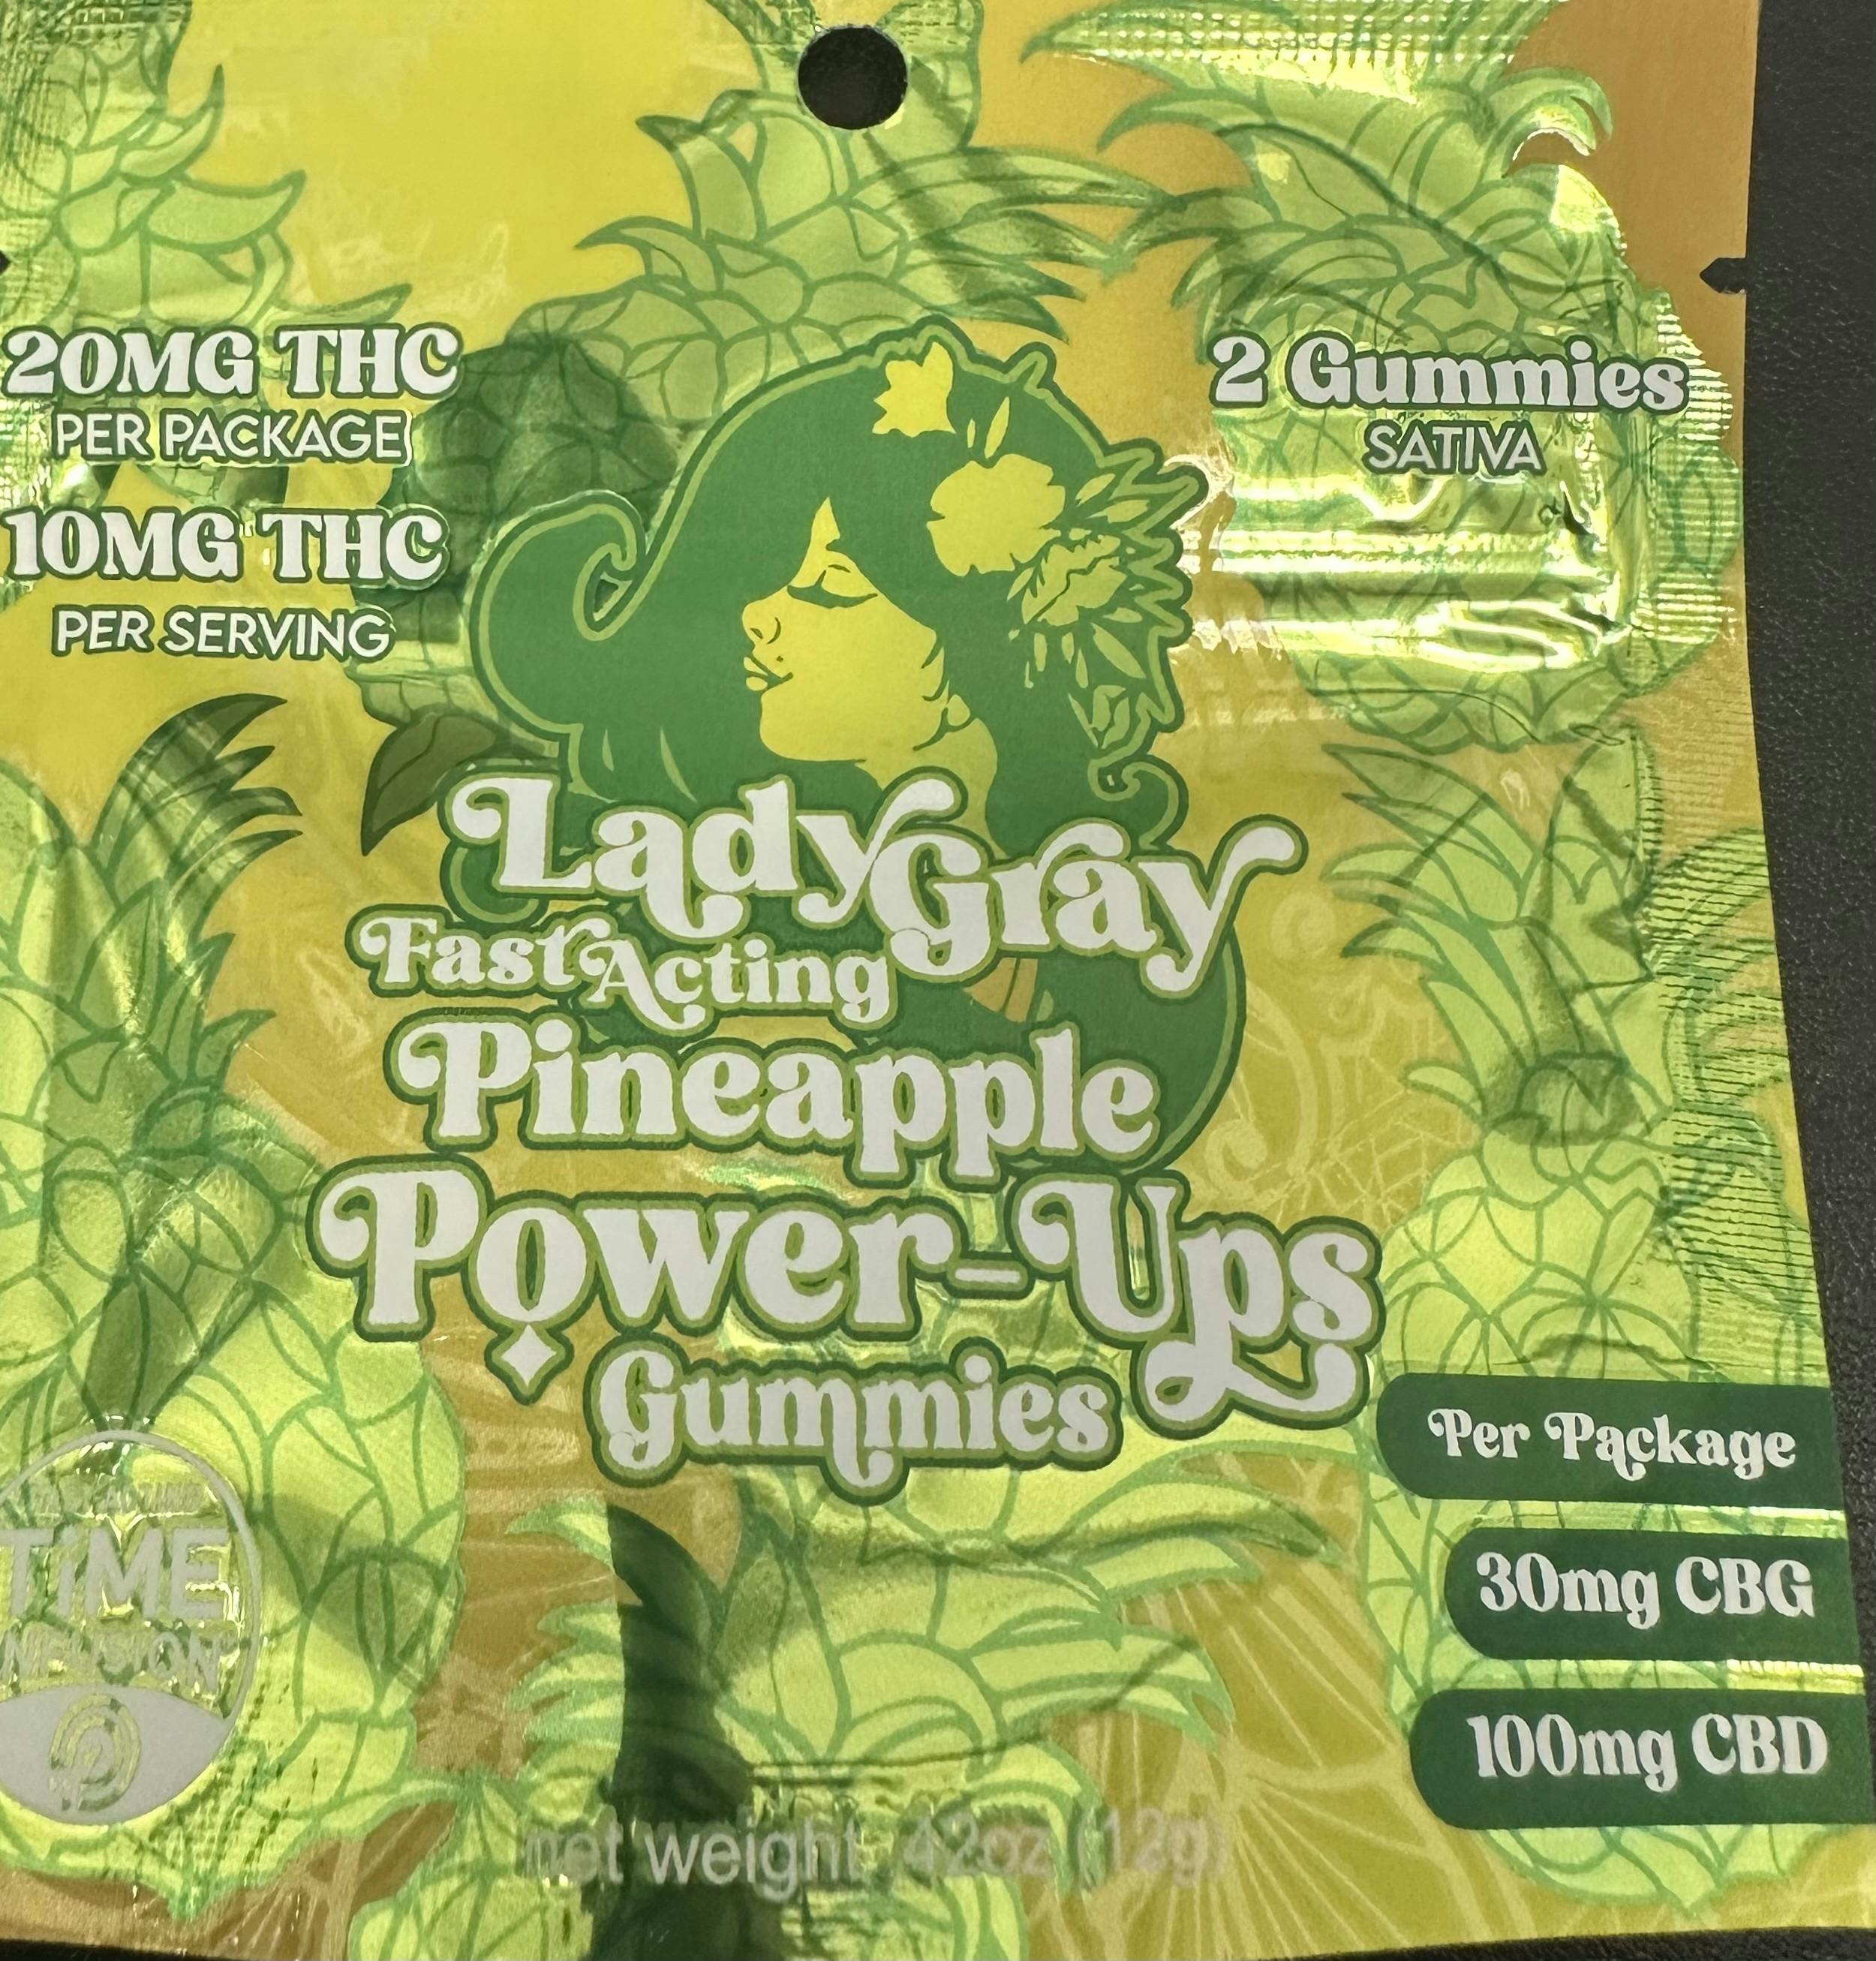 20MG THC
PER PACKAGE
10MG THC
PER SERVING
2 Gummies
SATIVA
Lady Gray
Fast Acting
Pineapple
Power-Ups
Gummies
Per Package
30mg CBG
100mg CBD
TiME
INFUSION
net weight .42oz (12g)